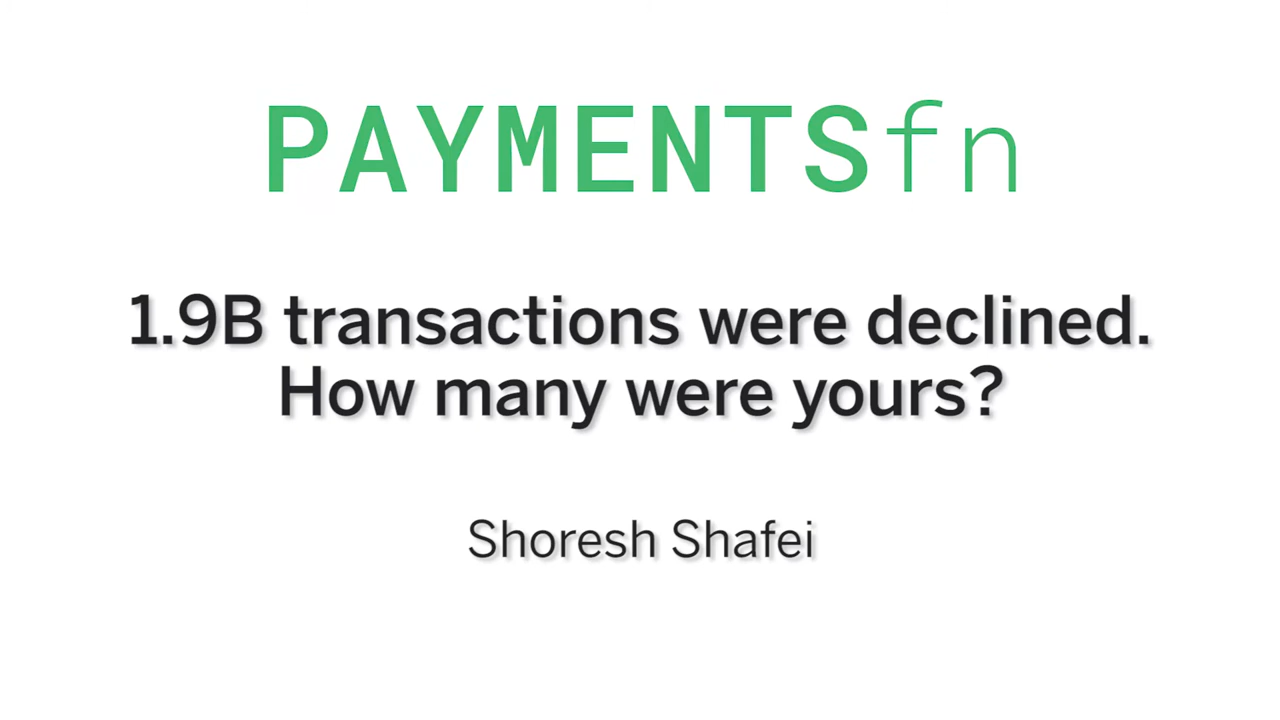 PAYMENTSfn
1.9B transactions were declined.
How many were yours?
Shoresh Shafei